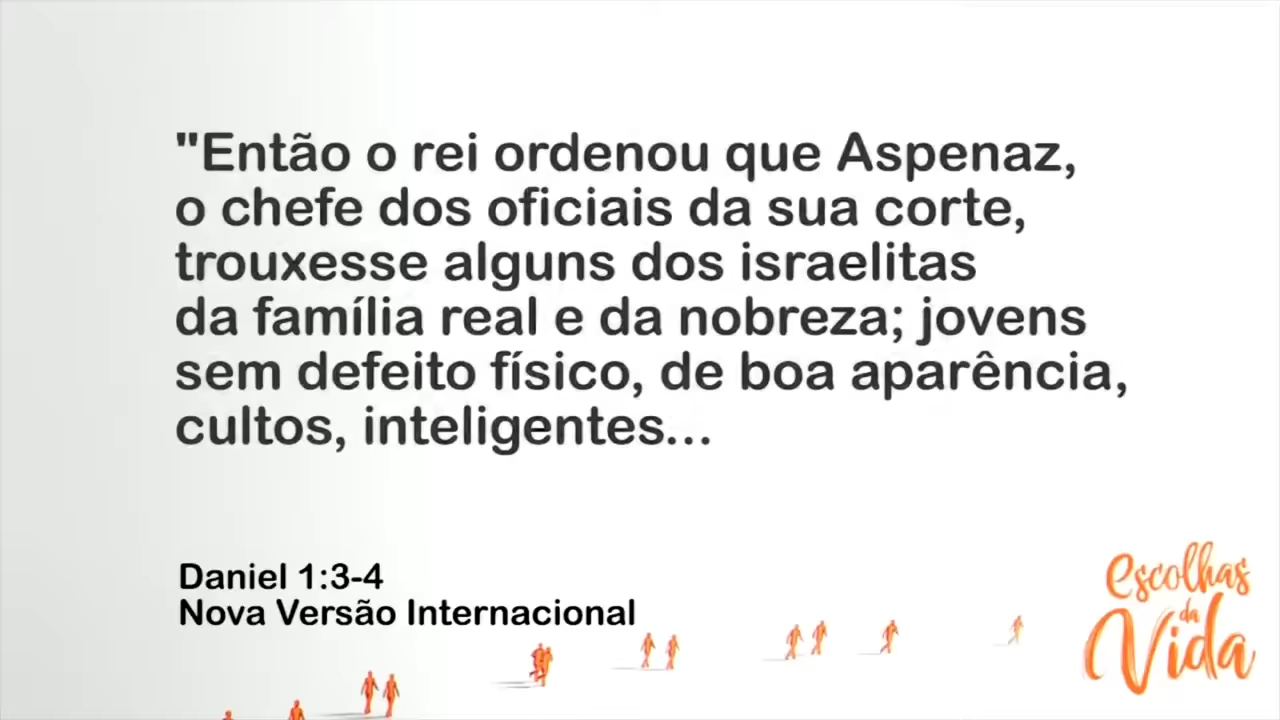 "Então o rei ordenou que Aspenaz,
o chefe dos oficiais da sua corte,
trouxesse alguns dos israelitas
da família real e da nobreza; jovens
sem defeito físico, de boa aparência,
cultos, inteligentes...
Daniel 1:3-4
Nova Versão Internacional
Escolhas
da
Vida